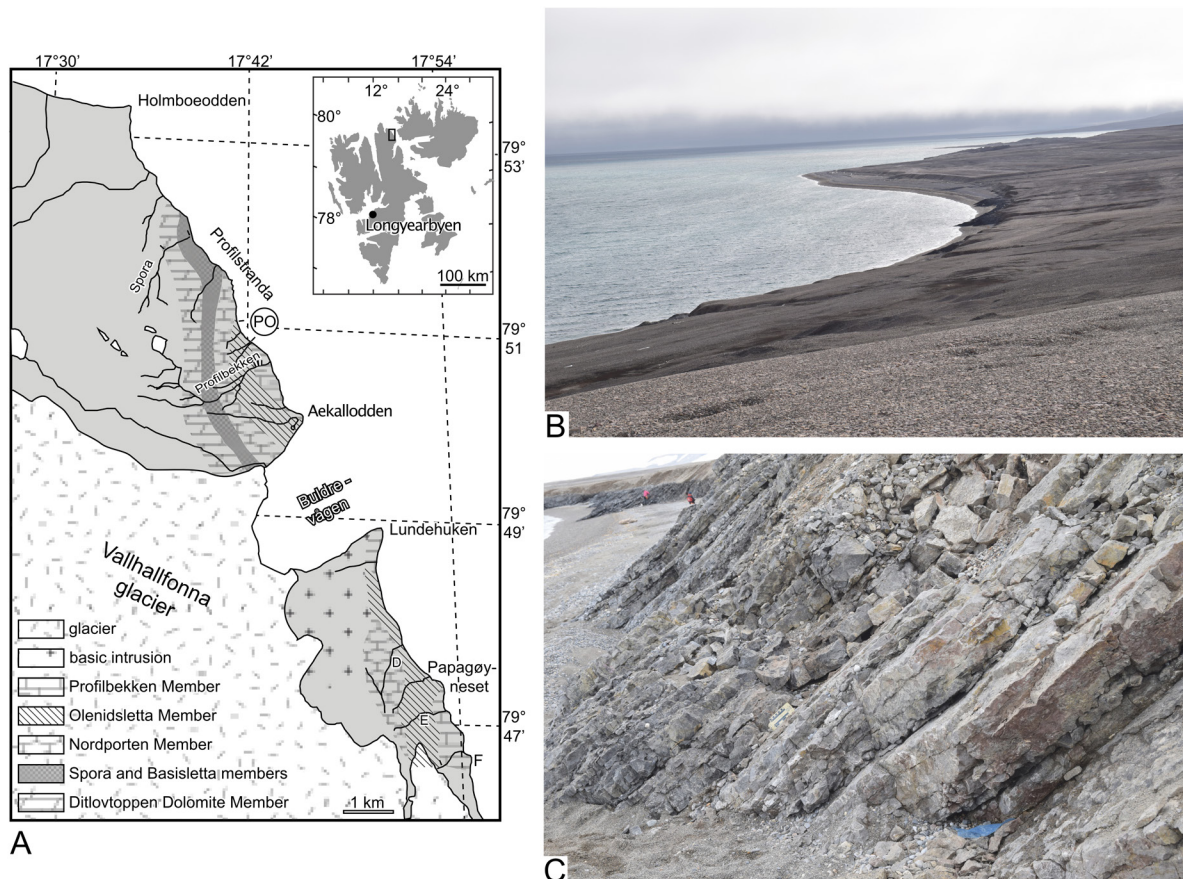 17°30’
17°42’
17°54’
Holmboeodden
12°
24°
80°
78°
Longyearbyen
100 km
79°
53’
Spora
Profilstranda
PO
79°
51’
Profilbekken
Aekallodden
Buldre-
vågen
79°
49’
Lundehuken
Vallhallfonna
glacier
glacier
basic intrusion
Profilbekken Member
Olenidsletta Member
Nordporten Member
Spora and Basisletta members
Ditlovtoppen Dolomite Member
D
Papagøy-
neset
E
79°
47’
F
1 km
A
B
C